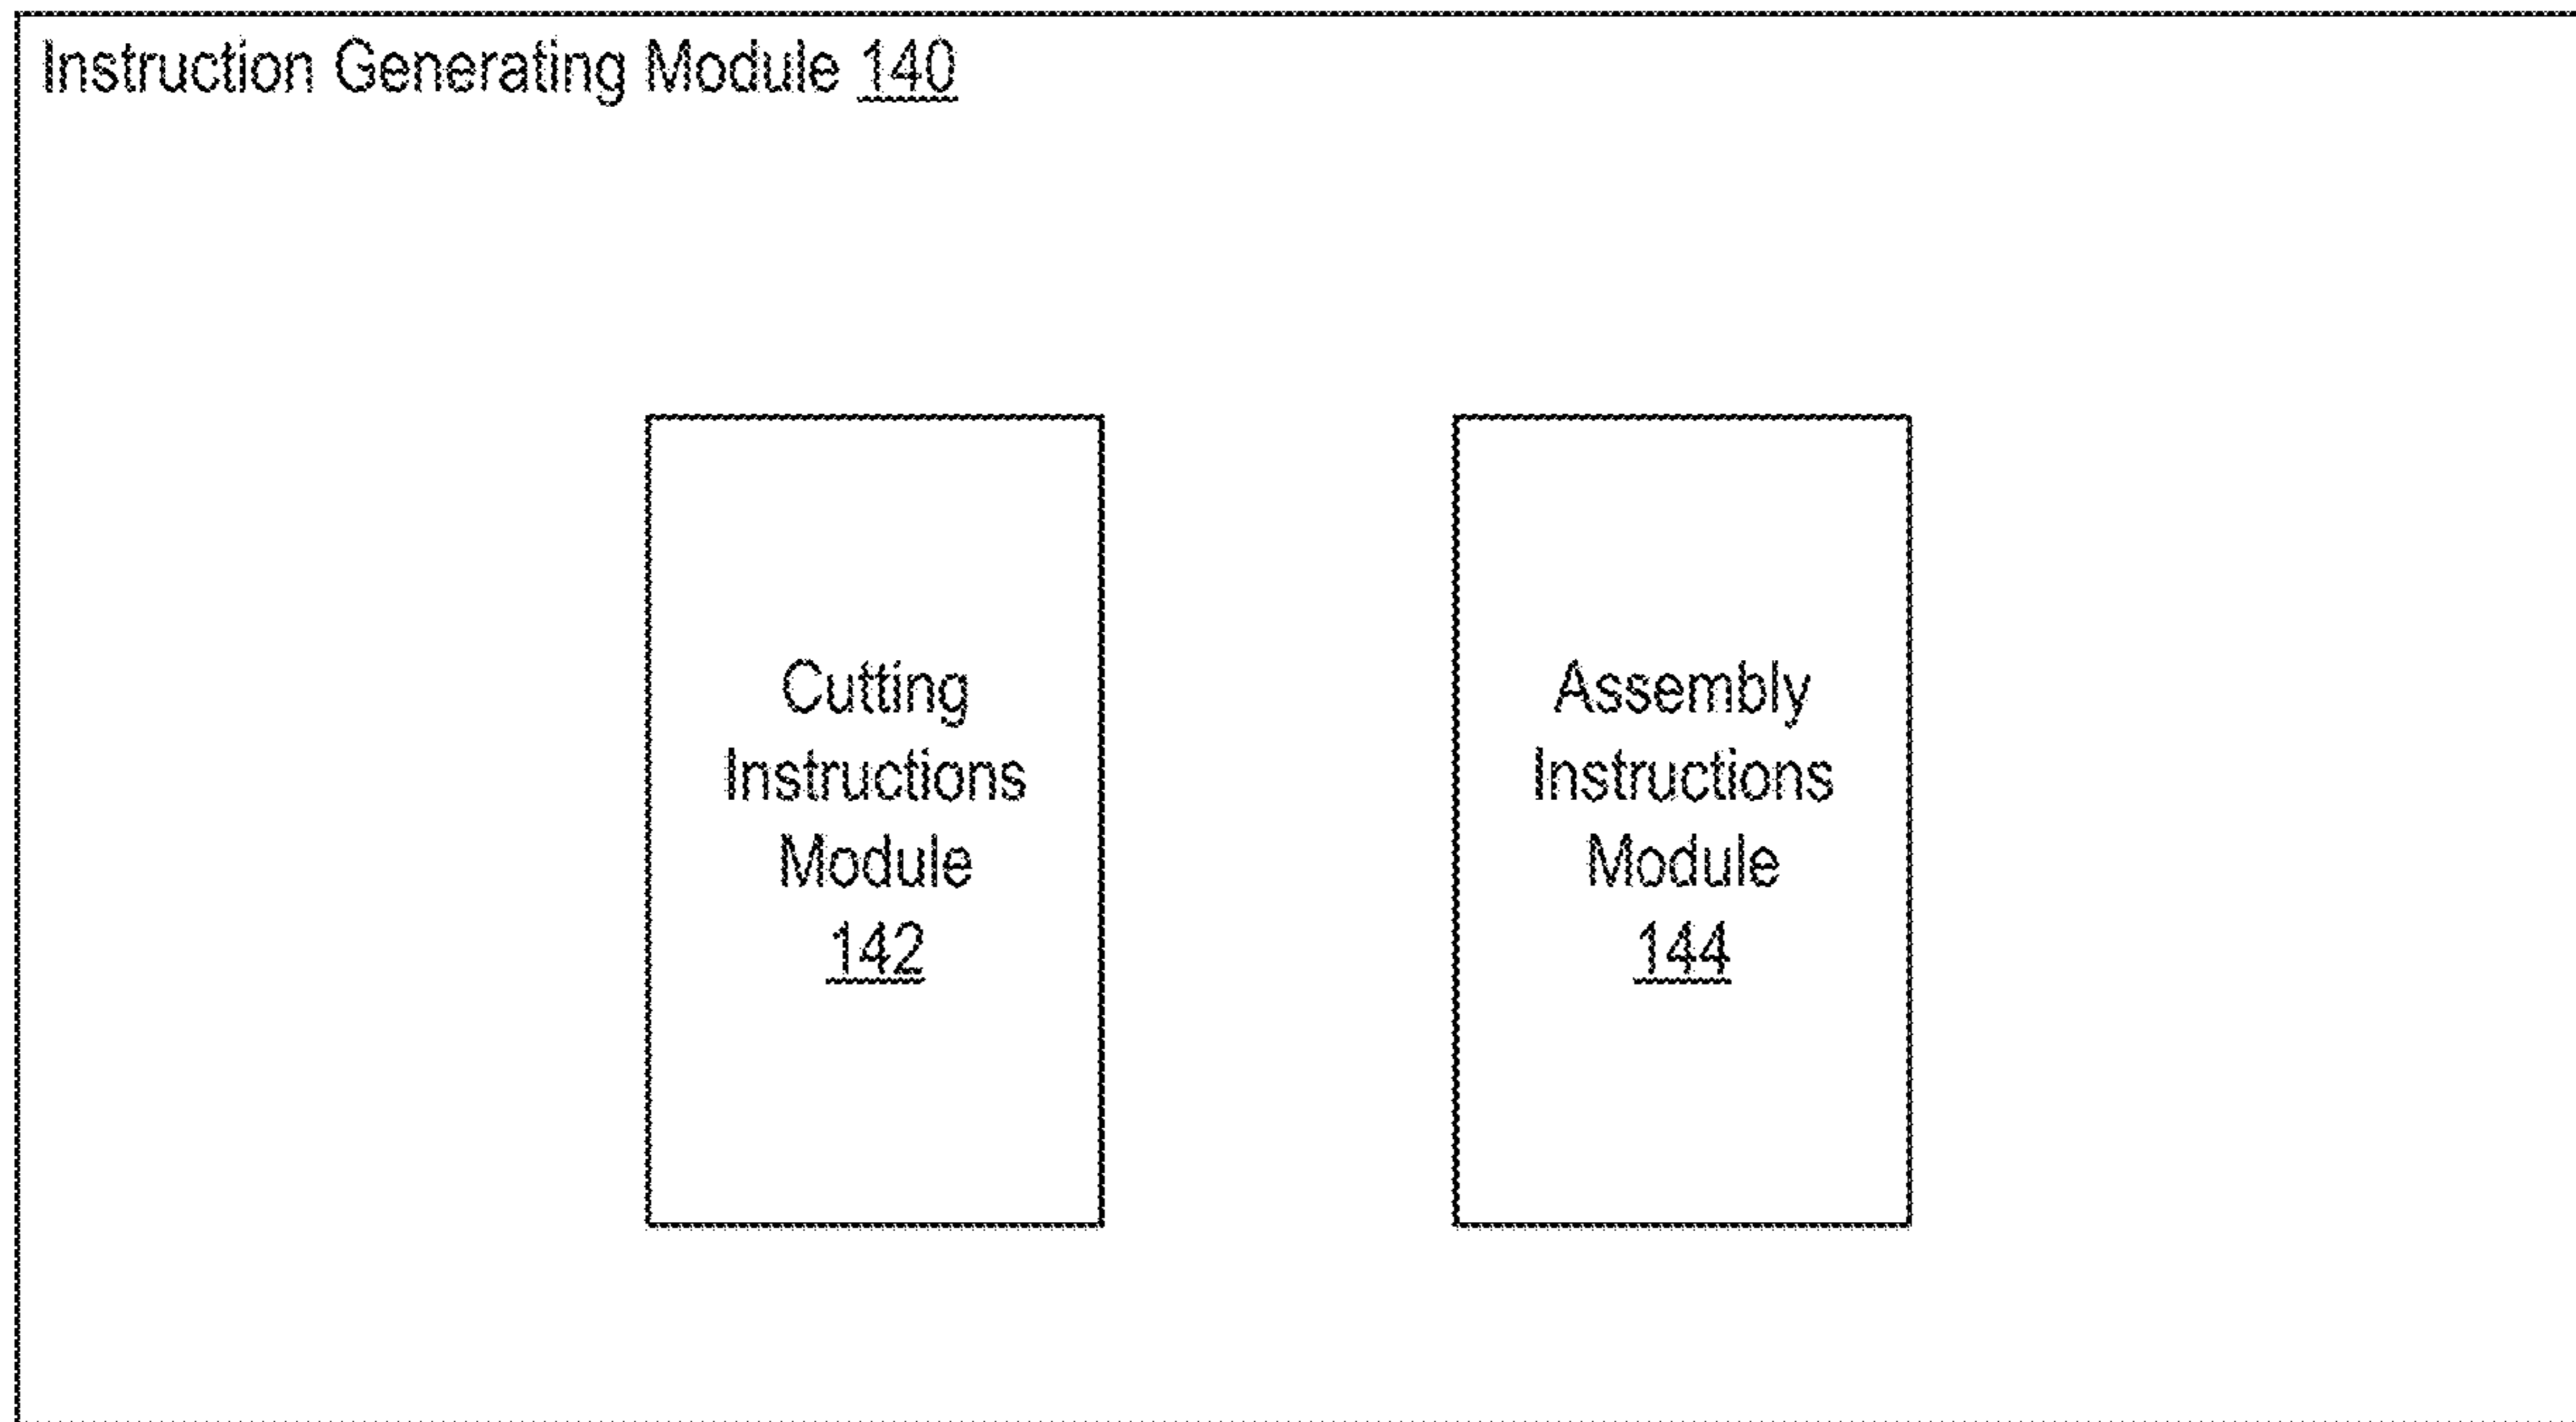 Instruction Generating Module 140
Cutting
Instructions
Module
142
Assembly
Instructions
Module
144